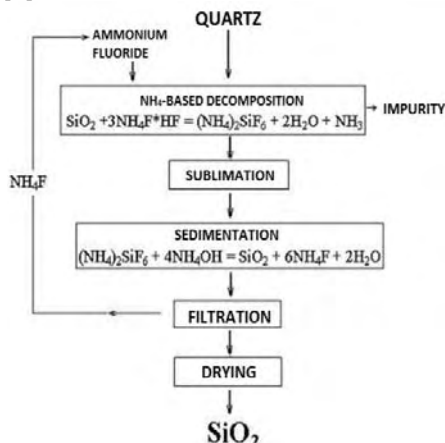 QUARTZ
AMMONIUM
FLUORIDE
NH₄-BASED DECOMPOSITION
SiO₂ +3NH₄F*HF = (NH₄)₂SiF₆ + 2H₂O + NH₃
IMPURITY
SUBLIMATION
NH₄F
SEDIMENTATION
(NH₄)₂SiF₆ + 4NH₄OH = SiO₂ + 6NH₄F + 2H₂O
FILTRATION
DRYING
SiO₂